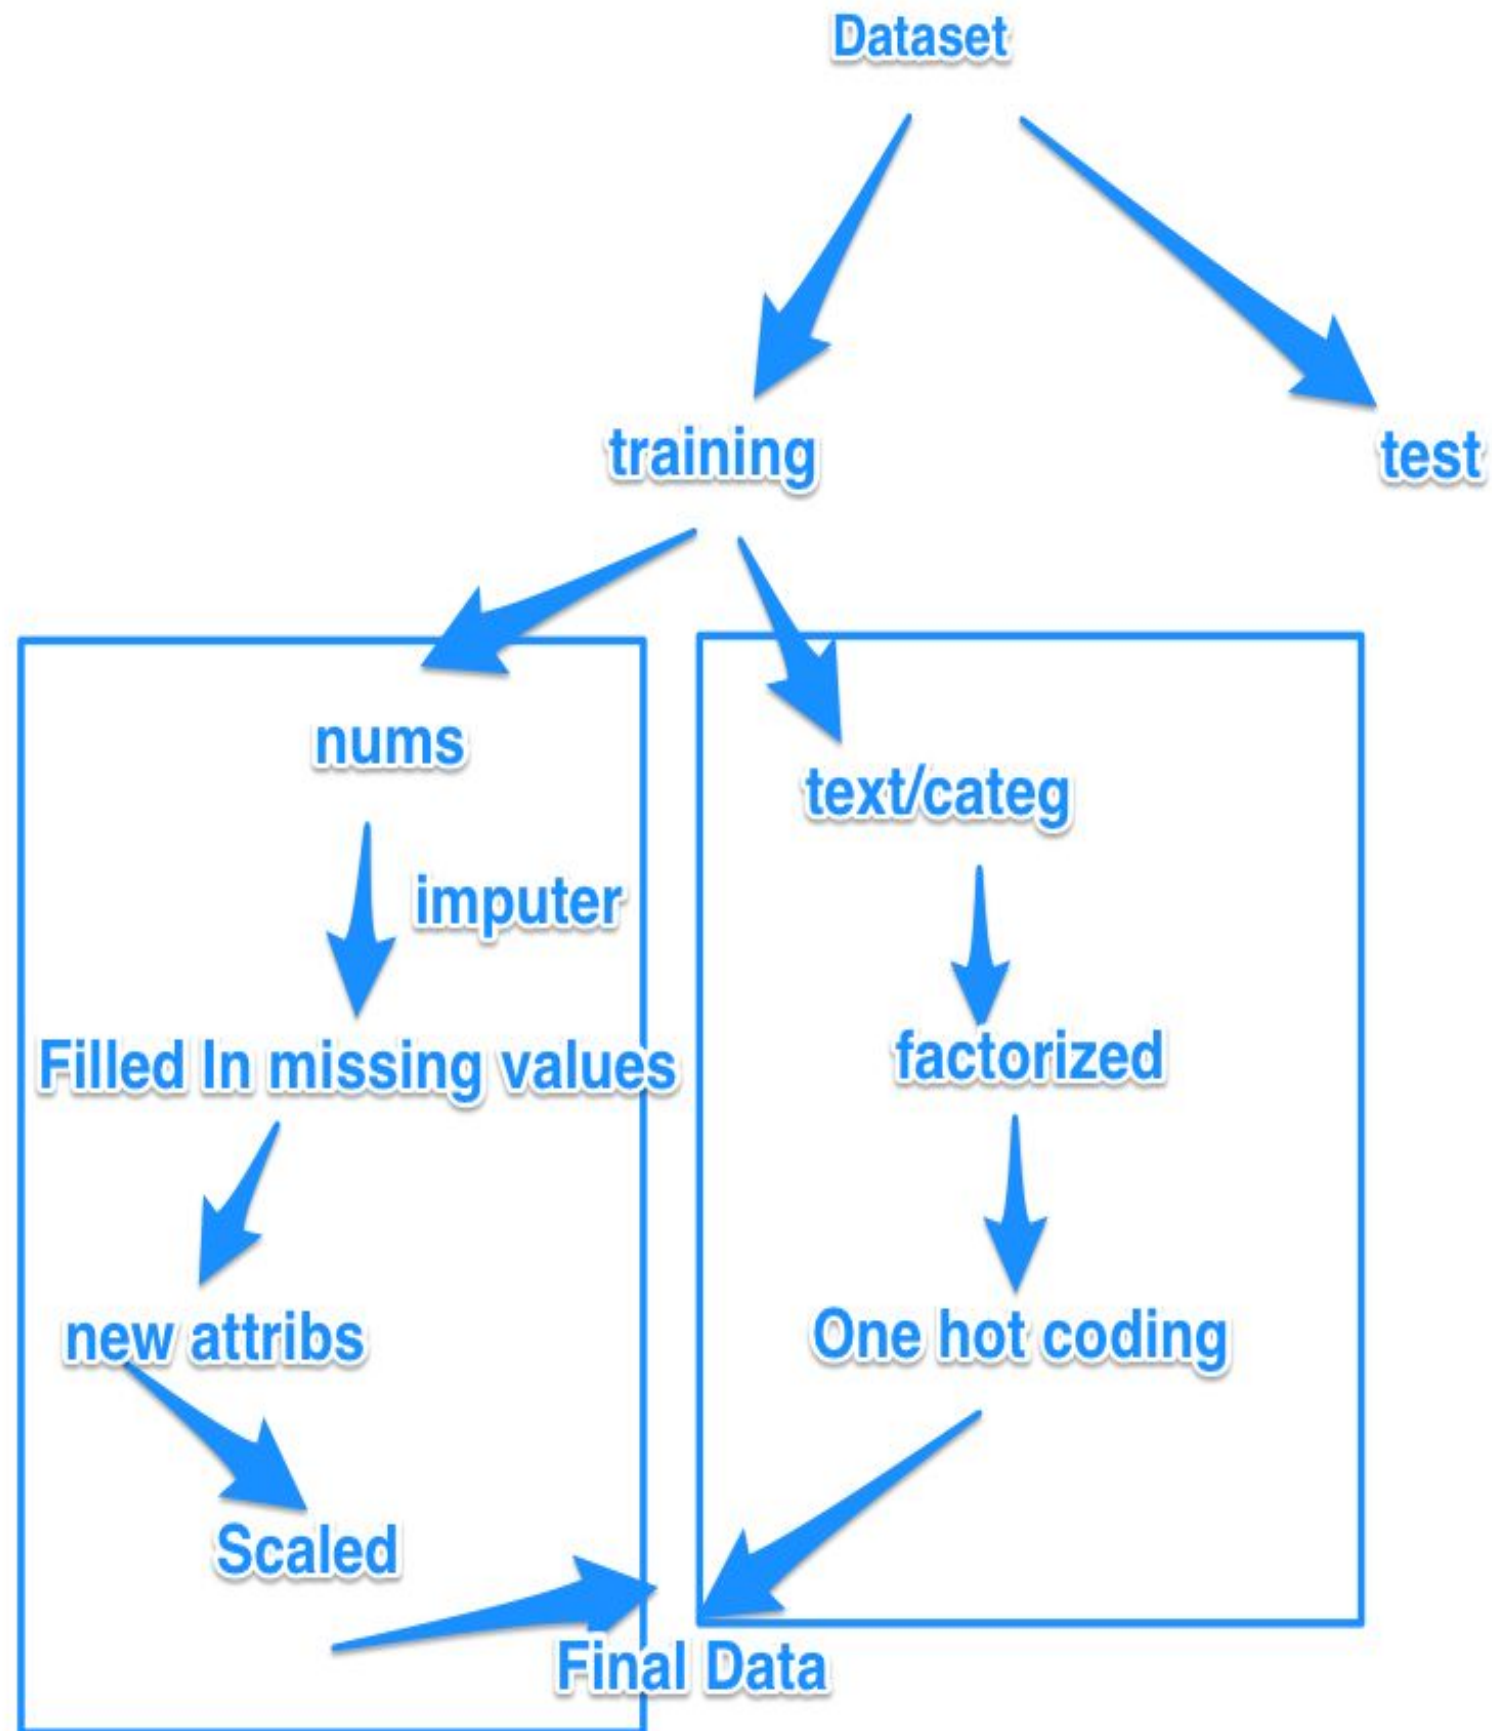 Dataset
training
test
nums
text/categ
imputer
Filled In missing values
factorized
new attribs
One hot coding
Scaled
Final Data